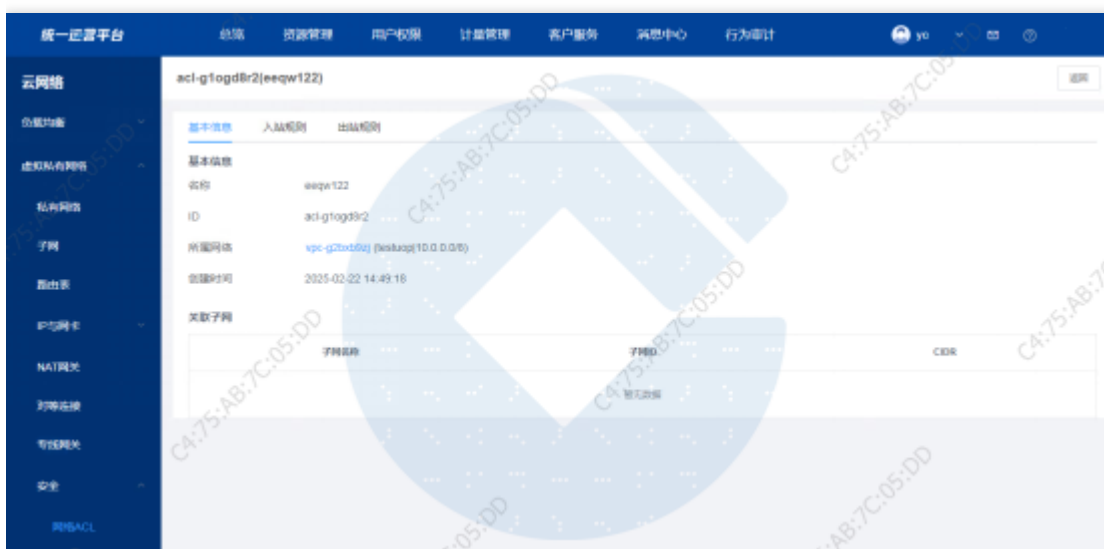 统一运营平台 总览 资源管理 用户权限 计量管理 客户服务 消息中心 行为审计 yo
云网络
acl-g1ogd8r2(eeqw122) 返回
负载均衡
基本信息 入站规则 出站规则
虚拟私有网络
基本信息
名称 eeqw122
私有网络
ID acl-g1ogd8r2
子网
所属网络 (10.0.0.0/8)
路由表
创建时间 2025-02-22 14:49:18
关联子网
IP与网卡
子网名称 子网ID CIDR
NAT网关
暂无数据
对等连接
专线网关
安全
网络ACL
C4:75:AB:7C:05:DD